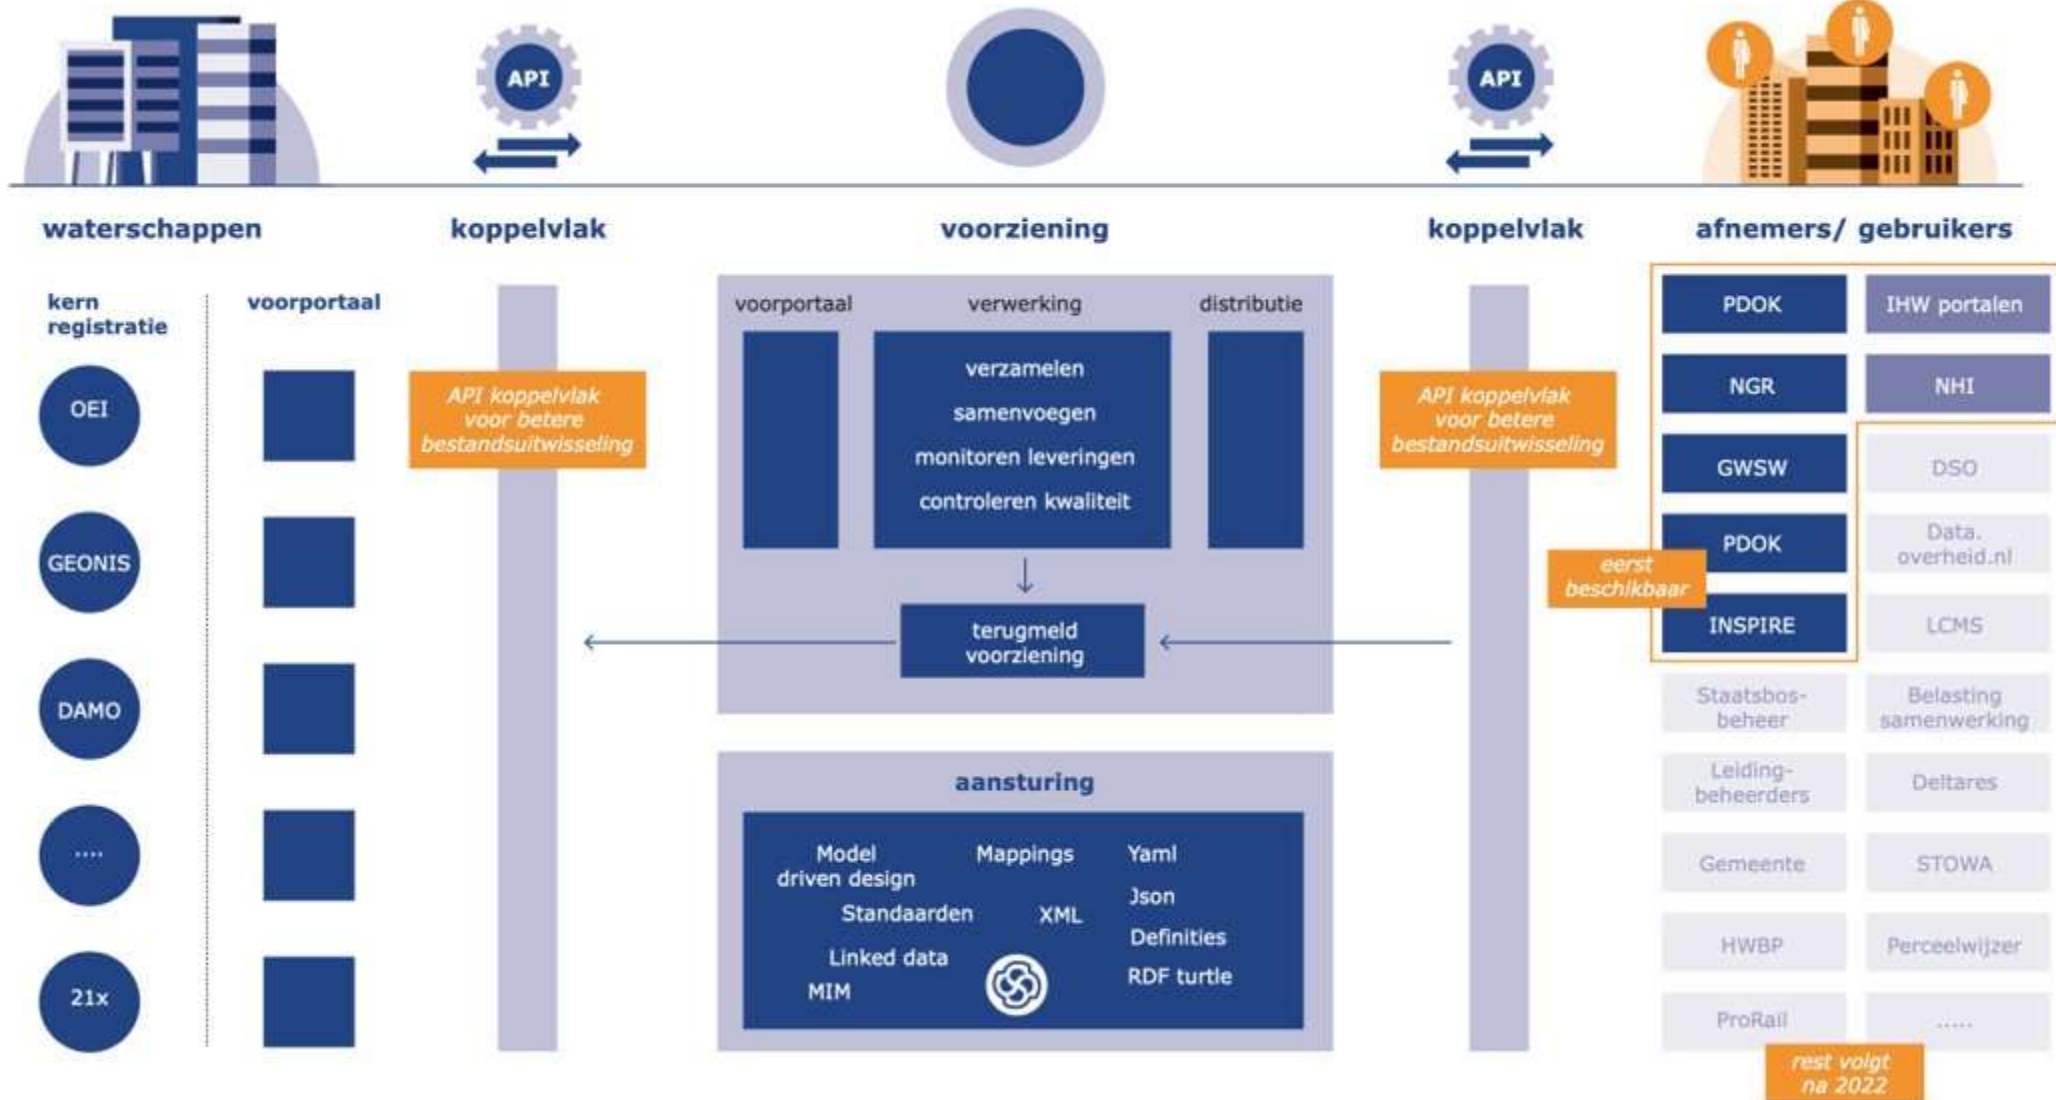 API
API
waterschappen
koppelvlak
voorziening
koppelvlak
afnemers/ gebruikers
kern
registratie
voorportaal
OEI
GEONIS
DAMO
....
21x
API koppelvlak
voor betere
bestandsuitwisseling
voorportaal
verwerking
distributie
verzamelen
samenvoegen
monitoren leveringen
controleren kwaliteit
terugmeld
voorziening
aansturing
Model
driven design
Mappings
Yaml
Json
Standaarden
XML
Definities
Linked data
RDF turtle
MIM
API koppelvlak
voor betere
bestandsuitwisseling
PDOK
IHW portalen
NGR
NHI
GWSW
DSO
PDOK
Data.
overheid.nl
eerst
beschikbaar
INSPIRE
LCMS
Staatsbos-
beheer
Belasting
samenwerking
Leiding-
beheerders
Deltares
Gemeente
STOWA
HWBP
Perceelwijzer
ProRail
.....
rest volgt
na 2022